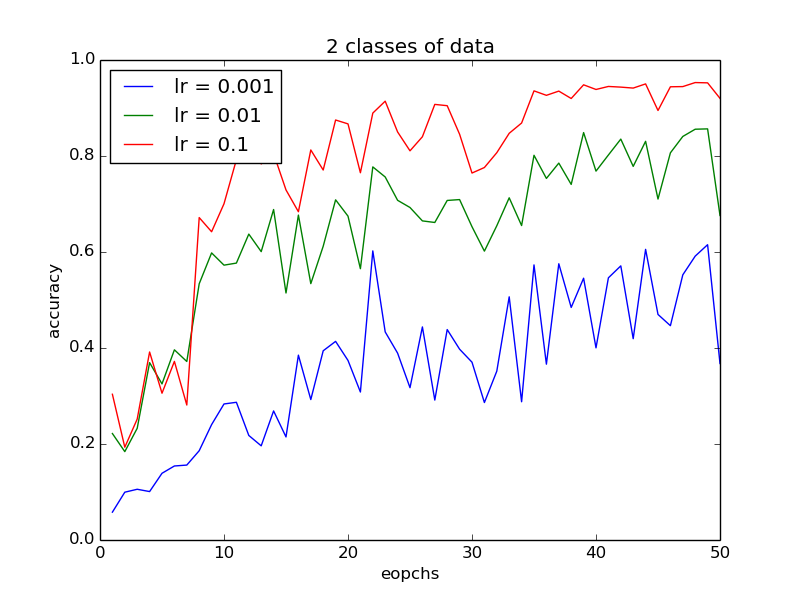 2 classes of data
lr = 0.001
lr = 0.01
lr = 0.1
1.0
0.8
0.6
0.4
0.2
0.0
accuracy
0 10 20 30 40 50
eopchs